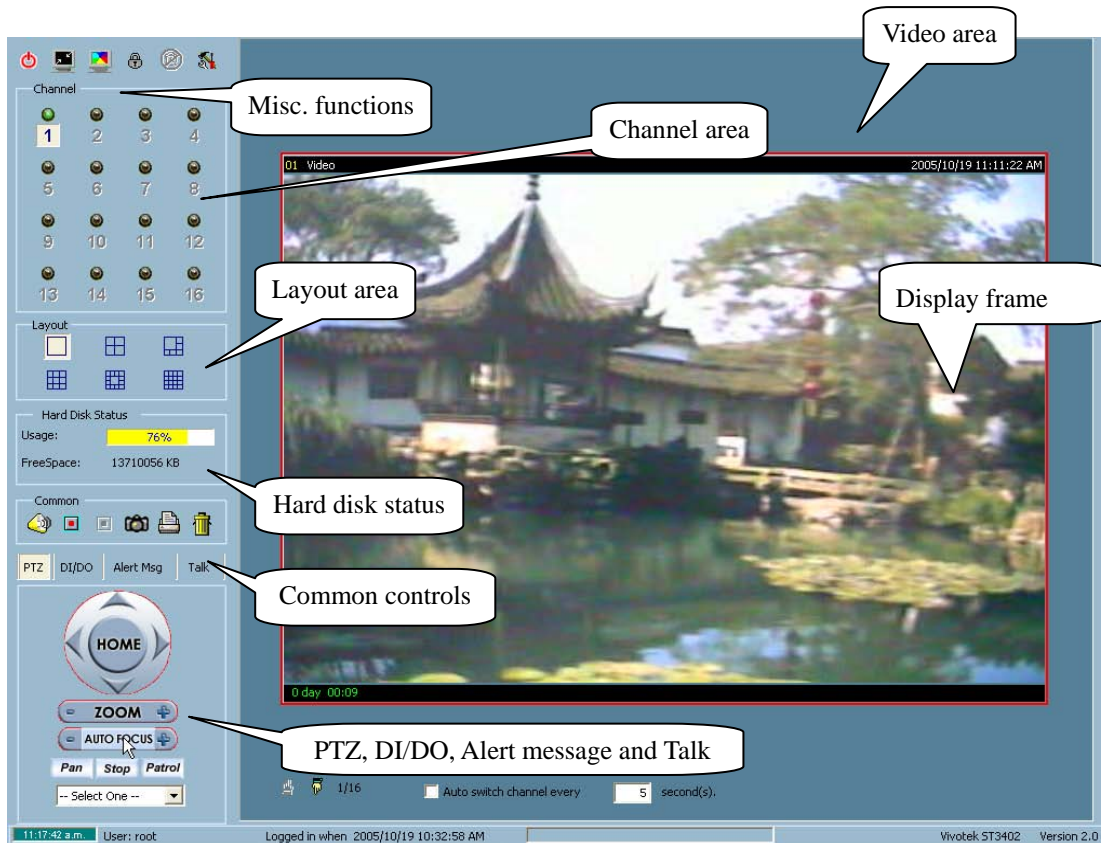 Video area
Misc. functions
Channel area
Layout area
Display frame
Hard disk status
Common controls
PTZ, DI/DO, Alert message and Talk
Channel
1 2 3 4
5 6 7 8
9 10 11 12
13 14 15 16
Layout
Hard Disk Status
Usage: 76%
FreeSpace: 13710056 KB
Common
PTZ DI/DO Alert Msg Talk
HOME
- ZOOM +
- AUTO FOCUS +
Pan Stop Patrol
-- Select One --
01 Video 2005/10/19 11:11:22 AM
0 day 00:09
1/16 Auto switch channel every 5 second(s).
11:17:42 a.m. User: root Logged in when 2005/10/19 10:32:58 AM Vivotek ST3402 Version 2.0